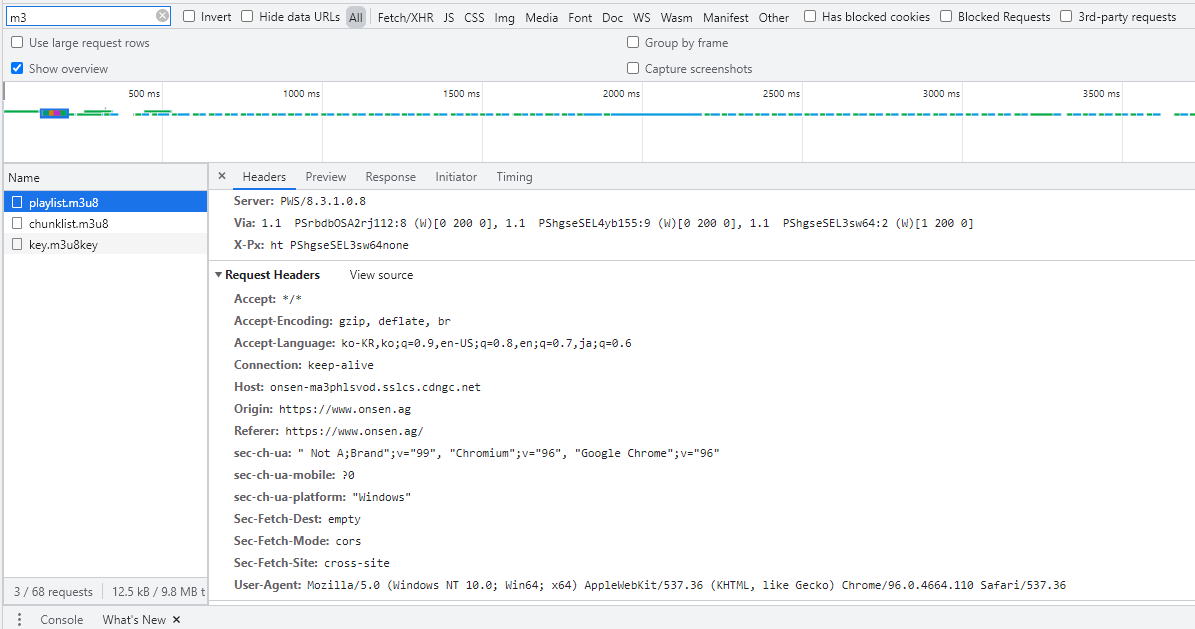 m3 Invert Hide data URLs All Fetch/XHR JS CSS Img Media Font Doc WS Wasm Manifest Other Has blocked cookies Blocked Requests 3rd-party requests
Use large request rows Group by frame
Show overview Capture screenshots
500 ms 1000 ms 1500 ms 2000 ms 2500 ms 3000 ms 3500 ms
Name
playlist.m3u8
chunklist.m3u8
key.m3u8key
3 / 68 requests 12.5 kB / 9.8 MB t
× Headers Preview Response Initiator Timing
Server: PWS/8.3.1.0.8
Via: 1.1 PSrbdbOSA2rj112:8 (W)[0 200 0], 1.1 PShgseSEL4yb155:9 (W)[0 200 0], 1.1 PShgseSEL3sw64:2 (W)[1 200 0]
X-Px: ht PShgseSEL3sw64none
Request Headers View source
Accept: */*
Accept-Encoding: gzip, deflate, br
Accept-Language: ko-KR,ko;q=0.9,en-US;q=0.8,en;q=0.7,ja;q=0.6
Connection: keep-alive
Host: onsen-ma3phlsvod.sslcs.cdngc.net
Origin: https://www.onsen.ag
Referer: https://www.onsen.ag/
sec-ch-ua: " Not A;Brand";v="99", "Chromium";v="96", "Google Chrome";v="96"
sec-ch-ua-mobile: ?0
sec-ch-ua-platform: "Windows"
Sec-Fetch-Dest: empty
Sec-Fetch-Mode: cors
Sec-Fetch-Site: cross-site
User-Agent: Mozilla/5.0 (Windows NT 10.0; Win64; x64) AppleWebKit/537.36 (KHTML, like Gecko) Chrome/96.0.4664.110 Safari/537.36
Console What's New ×